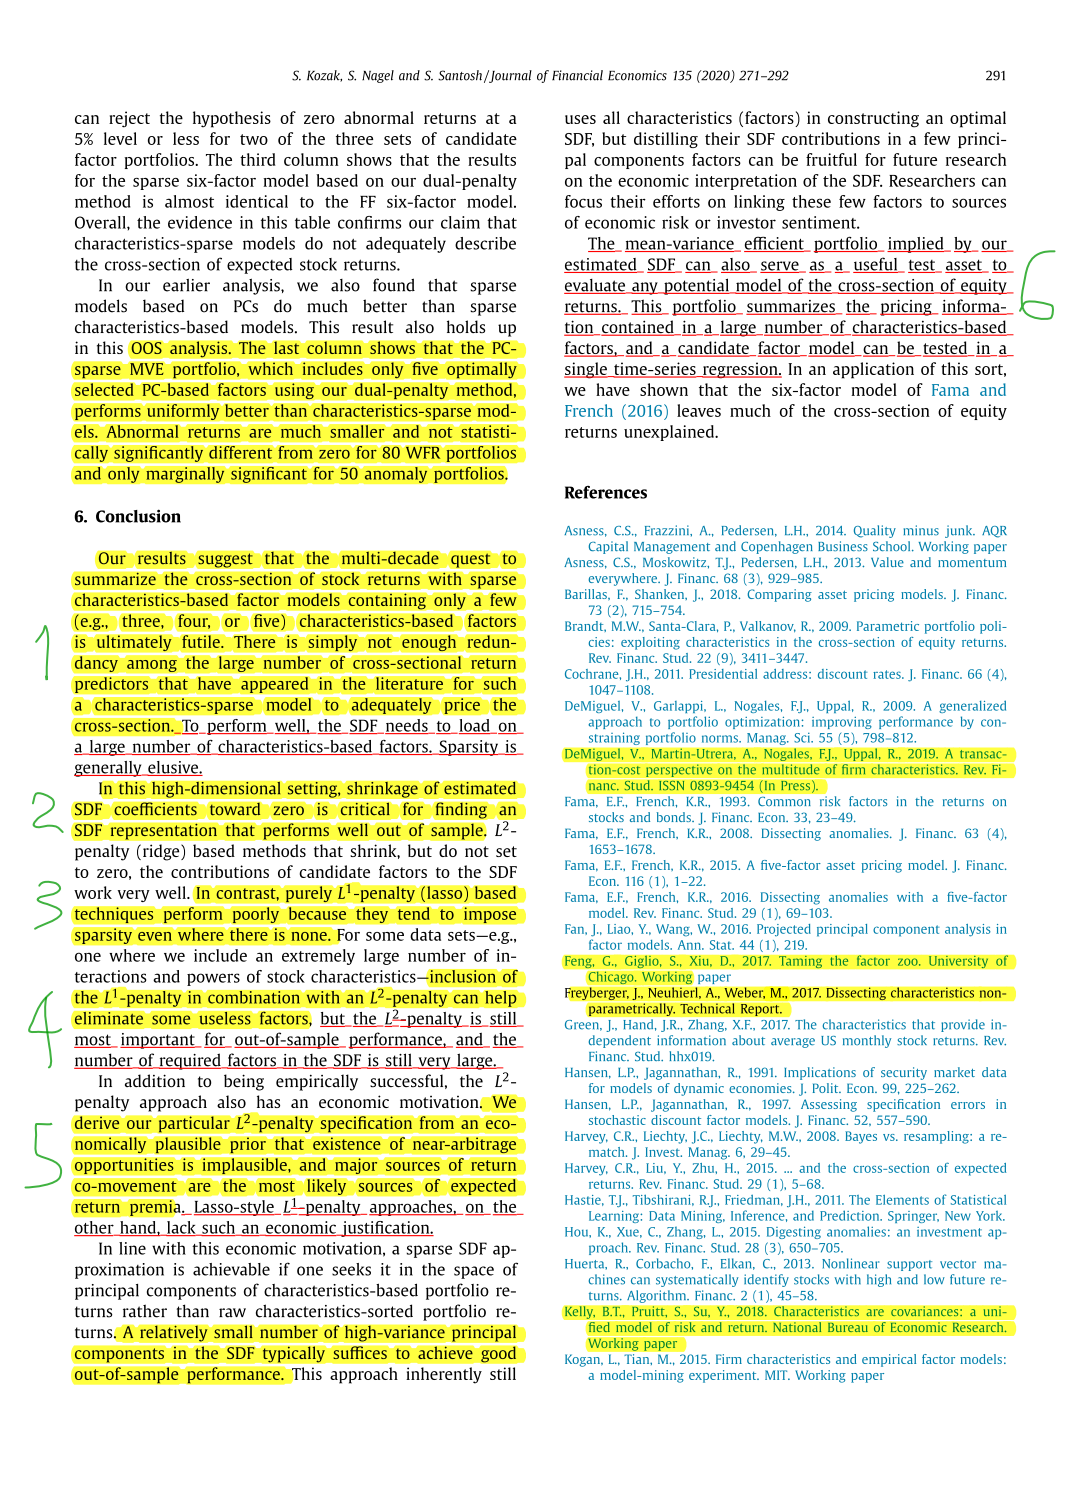 S. Kozak, S. Nagel and S. Santosh / Journal of Financial Economics 135 (2020) 271–292
291
can reject the hypothesis of zero abnormal returns at a
5% level or less for two of the three sets of candidate
factor portfolios. The third column shows that the results
for the sparse six-factor model based on our dual-penalty
method is almost identical to the FF six-factor model.
Overall, the evidence in this table confirms our claim that
characteristics-sparse models do not adequately describe
the cross-section of expected stock returns.
In our earlier analysis, we also found that sparse
models based on PCs do much better than sparse
characteristics-based models. This result also holds up
in this OOS analysis. The last column shows that the PC-
sparse MVE portfolio, which includes only five optimally
selected PC-based factors using our dual-penalty method,
performs uniformly better than characteristics-sparse mod-
els. Abnormal returns are much smaller and not statisti-
cally significantly different from zero for 80 WFR portfolios
and only marginally significant for 50 anomaly portfolios.
6. Conclusion
Our results suggest that the multi-decade quest to
summarize the cross-section of stock returns with sparse
characteristics-based factor models containing only a few
(e.g., three, four, or five) characteristics-based factors
1
is ultimately futile. There is simply not enough redun-
dancy among the large number of cross-sectional return
predictors that have appeared in the literature for such
a characteristics-sparse model to adequately price the
cross-section. To perform well, the SDF needs to load on
a large number of characteristics-based factors. Sparsity is
generally elusive.
In this high-dimensional setting, shrinkage of estimated
2
SDF coefficients toward zero is critical for finding an
SDF representation that performs well out of sample. L²-
penalty (ridge) based methods that shrink, but do not set
to zero, the contributions of candidate factors to the SDF
work very well. In contrast, purely L¹-penalty (lasso) based
3
techniques perform poorly because they tend to impose
sparsity even where there is none. For some data sets—e.g.,
one where we include an extremely large number of in-
teractions and powers of stock characteristics—inclusion of
the L¹-penalty in combination with an L²-penalty can help
4
eliminate some useless factors, but the L²-penalty is still
most important for out-of-sample performance, and the
number of required factors in the SDF is still very large.
In addition to being empirically successful, the L²-
penalty approach also has an economic motivation. We
derive our particular L²-penalty specification from an eco-
5
nomically plausible prior that existence of near-arbitrage
opportunities is implausible, and major sources of return
co-movement are the most likely sources of expected
return premia. Lasso-style L¹-penalty approaches, on the
other hand, lack such an economic justification.
In line with this economic motivation, a sparse SDF ap-
proximation is achievable if one seeks it in the space of
principal components of characteristics-based portfolio re-
turns rather than raw characteristics-sorted portfolio re-
turns. A relatively small number of high-variance principal
components in the SDF typically suffices to achieve good
out-of-sample performance. This approach inherently still
uses all characteristics (factors) in constructing an optimal
SDF, but distilling their SDF contributions in a few princi-
pal components factors can be fruitful for future research
on the economic interpretation of the SDF. Researchers can
focus their efforts on linking these few factors to sources
of economic risk or investor sentiment.
The mean-variance efficient portfolio implied by our
estimated SDF can also serve as a useful test asset to
evaluate any potential model of the cross-section of equity
6
returns. This portfolio summarizes the pricing informa-
tion contained in a large number of characteristics-based
factors, and a candidate factor model can be tested in a
single time-series regression. In an application of this sort,
we have shown that the six-factor model of Fama and
French (2016) leaves much of the cross-section of equity
returns unexplained.
References
Asness, C.S., Frazzini, A., Pedersen, L.H., 2014. Quality minus junk. AQR
Capital Management and Copenhagen Business School. Working paper
Asness, C.S., Moskowitz, T.J., Pedersen, L.H., 2013. Value and momentum
everywhere. J. Financ. 68 (3), 929–985.
Barillas, F., Shanken, J., 2018. Comparing asset pricing models. J. Financ.
73 (2), 715–754.
Brandt, M.W., Santa-Clara, P., Valkanov, R., 2009. Parametric portfolio poli-
cies: exploiting characteristics in the cross-section of equity returns.
Rev. Financ. Stud. 22 (9), 3411–3447.
Cochrane, J.H., 2011. Presidential address: discount rates. J. Financ. 66 (4),
1047–1108.
DeMiguel, V., Garlappi, L., Nogales, F.J., Uppal, R., 2009. A generalized
approach to portfolio optimization: improving performance by con-
straining portfolio norms. Manag. Sci. 55 (5), 798–812.
DeMiguel, V., Martin-Utrera, A., Nogales, F.J., Uppal, R., 2019. A transac-
tion-cost perspective on the multitude of firm characteristics. Rev. Fi-
nanc. Stud. ISSN 0893-9454 (In Press).
Fama, E.F., French, K.R., 1993. Common risk factors in the returns on
stocks and bonds. J. Financ. Econ. 33, 23–49.
Fama, E.F., French, K.R., 2008. Dissecting anomalies. J. Financ. 63 (4),
1653–1678.
Fama, E.F., French, K.R., 2015. A five-factor asset pricing model. J. Financ.
Econ. 116 (1), 1–22.
Fama, E.F., French, K.R., 2016. Dissecting anomalies with a five-factor
model. Rev. Financ. Stud. 29 (1), 69–103.
Fan, J., Liao, Y., Wang, W., 2016. Projected principal component analysis in
factor models. Ann. Stat. 44 (1), 219.
Feng, G., Giglio, S., Xiu, D., 2017. Taming the factor zoo. University of
Chicago. Working paper
Freyberger, J., Neuhierl, A., Weber, M., 2017. Dissecting characteristics non-
parametrically. Technical Report.
Green, J., Hand, J.R., Zhang, X.F., 2017. The characteristics that provide in-
dependent information about average US monthly stock returns. Rev.
Financ. Stud. hhx019.
Hansen, L.P., Jagannathan, R., 1991. Implications of security market data
for models of dynamic economies. J. Polit. Econ. 99, 225–262.
Hansen, L.P., Jagannathan, R., 1997. Assessing specification errors in
stochastic discount factor models. J. Financ. 52, 557–590.
Harvey, C.R., Liechty, J.C., Liechty, M.W., 2008. Bayes vs. resampling: a re-
match. J. Invest. Manag. 6, 29–45.
Harvey, C.R., Liu, Y., Zhu, H., 2015. ... and the cross-section of expected
returns. Rev. Financ. Stud. 29 (1), 5–68.
Hastie, T.J., Tibshirani, R.J., Friedman, J.H., 2011. The Elements of Statistical
Learning: Data Mining, Inference, and Prediction. Springer, New York.
Hou, K., Xue, C., Zhang, L., 2015. Digesting anomalies: an investment ap-
proach. Rev. Financ. Stud. 28 (3), 650–705.
Huerta, R., Corbacho, F., Elkan, C., 2013. Nonlinear support vector ma-
chines can systematically identify stocks with high and low future re-
turns. Algorithm. Financ. 2 (1), 45–58.
Kelly, B.T., Pruitt, S., Su, Y., 2018. Characteristics are covariances: a uni-
fied model of risk and return. National Bureau of Economic Research.
Working paper
Kogan, L., Tian, M., 2015. Firm characteristics and empirical factor models:
a model-mining experiment. MIT. Working paper